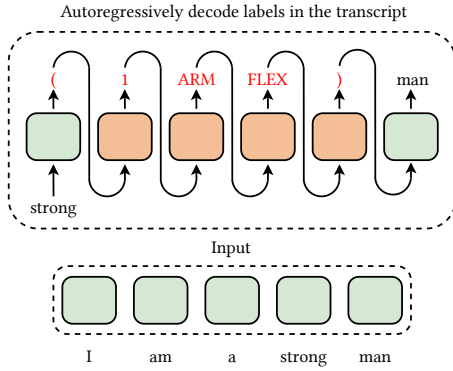 Autoregressively decode labels in the transcript
( 1 ARM FLEX ) man
strong
Input
I am a strong man